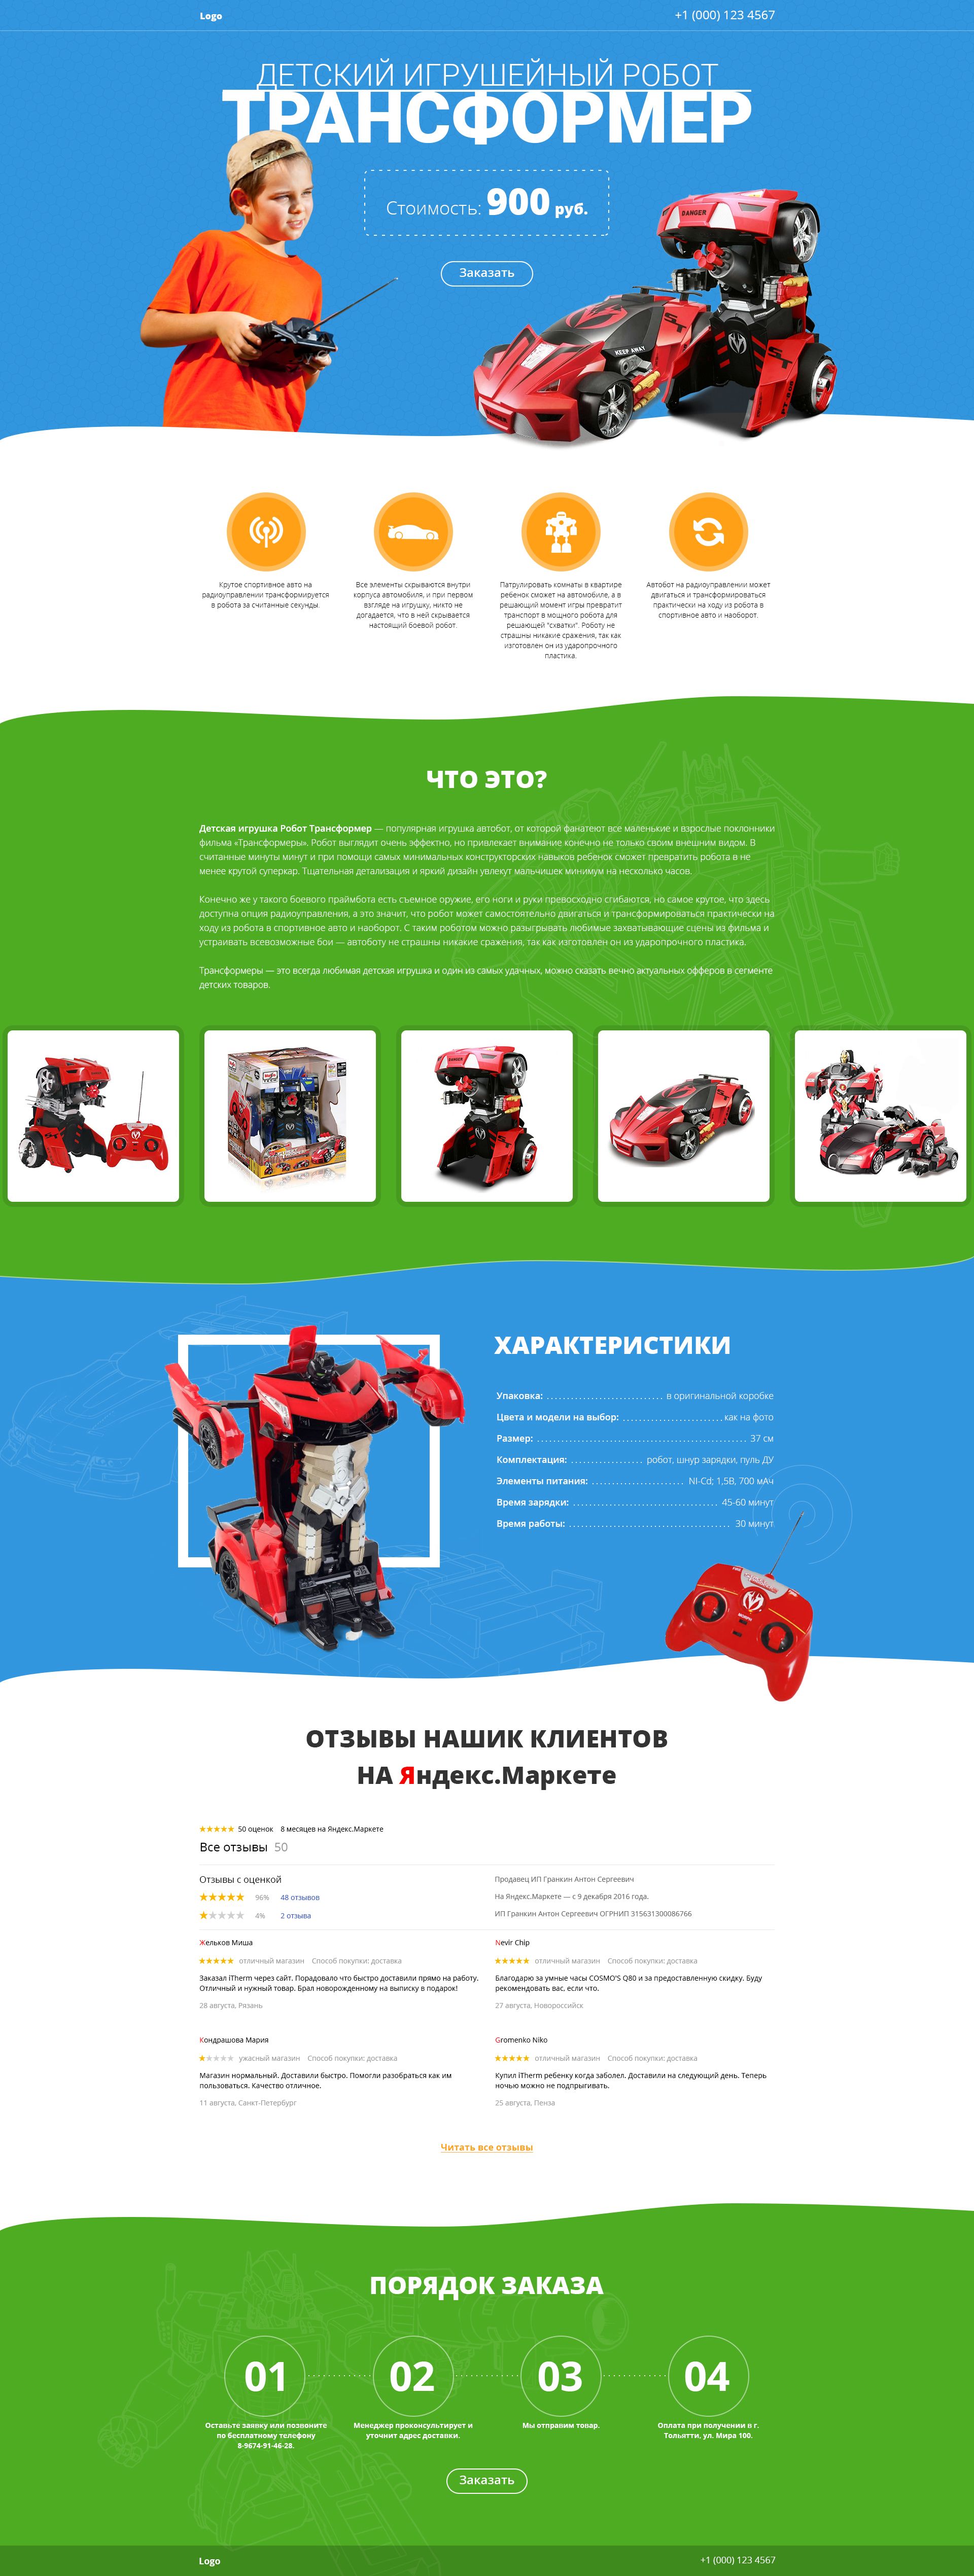 Logo
+1 (000) 123 4567
ДЕТСКИЙ ИГРУШЕЙНЫЙ РОБОТ
ТРАНСФОРМЕР
Стоимость: 900 руб.
Заказать
DANGER
KEEP AWAY
ST
ST
Крутое спортивное авто на
радиоуправлении трансформируется
в робота за считанные секунды.
Все элементы скрываются внутри
корпуса автомобиля, и при первом
взгляде на игрушку, никто не
догадается, что в ней скрывается
настоящий боевой робот.
Патрулировать комнаты в квартире
ребенок сможет на автомобиле, а в
решающий момент игры превратит
транспорт в мощного робота для
решающей "схватки". Роботу не
страшны никакие сражения, так как
изготовлен он из ударопрочного
пластика.
Автобот на радиоуправлении может
двигаться и трансформироваться
практически на ходу из робота в
спортивное авто и наоборот.
ЧТО ЭТО?
Детская игрушка Робот Трансформер — популярная игрушка автобот, от которой фанатеют все маленькие и взрослые поклонники
фильма «Трансформеры». Робот выглядит очень эффектно, но привлекает внимание конечно не только своим внешним видом. В
считанные минуты минут и при помощи самых минимальных конструкторских навыков ребенок сможет превратить робота в не
менее крутой суперкар. Тщательная детализация и яркий дизайн увлекут мальчишек минимум на несколько часов.
Конечно же у такого боевого праймбота есть съемное оружие, его ноги и руки превосходно сгибаются, но самое крутое, что здесь
доступна опция радиоуправления, а это значит, что робот может самостоятельно двигаться и трансформироваться практически на
ходу из робота в спортивное авто и наоборот. С таким роботом можно разыгрывать любимые захватывающие сцены из фильма и
устраивать всевозможные бои — автоботу не страшны никакие сражения, так как изготовлен он из ударопрочного пластика.
Трансформеры — это всегда любимая детская игрушка и один из самых удачных, можно сказать вечно актуальных офферов в сегменте
детских товаров.
ХАРАКТЕРИСТИКИ
Упаковка: ............................ в оригинальной коробке
Цвета и модели на выбор: ........................ как на фото
Размер: .................................................. 37 см
Комплектация: ................. робот, шнур зарядки, пуль ДУ
Элементы питания: ...................... NI-Cd; 1,5В, 700 мАч
Время зарядки: ................................... 45-60 минут
Время работы: ....................................... 30 минут
ОТЗЫВЫ НАШИК КЛИЕНТОВ
НА Яндекс.Маркете
50 оценок 8 месяцев на Яндекс.Маркете
Все отзывы 50
Отзывы с оценкой
96% 48 отзывов
4% 2 отзыва
Продавец ИП Гранкин Антон Сергеевич
На Яндекс.Маркете — с 9 декабря 2016 года.
ИП Гранкин Антон Сергеевич ОГРНИП 315631300086766
Жельков Миша
отличный магазин Способ покупки: доставка
Заказал iTherm через сайт. Порадовало что быстро доставили прямо на работу.
Отличный и нужный товар. Брал новорожденному на выписку в подарок!
28 августа, Рязань
Nevir Chip
отличный магазин Способ покупки: доставка
Благодарю за умные часы COSMO'S Q80 и за предоставленную скидку. Буду
рекомендовать вас, если что.
27 августа, Новороссийск
Кондрашова Мария
ужасный магазин Способ покупки: доставка
Магазин нормальный. Доставили быстро. Помогли разобраться как им
пользоваться. Качество отличное.
11 августа, Санкт-Петербург
Gromenko Niko
отличный магазин Способ покупки: доставка
Купил iTherm ребенку когда заболел. Доставили на следующий день. Теперь
ночью можно не подпрыгивать.
25 августа, Пенза
Читать все отзывы
ПОРЯДОК ЗАКАЗА
01
02
03
04
Оставьте заявку или позвоните
по бесплатному телефону
8-9674-91-46-28.
Менеджер проконсультирует и
уточнит адрес доставки.
Мы отправим товар.
Оплата при получении в г.
Тольятти, ул. Мира 100.
Заказать
Logo
+1 (000) 123 4567